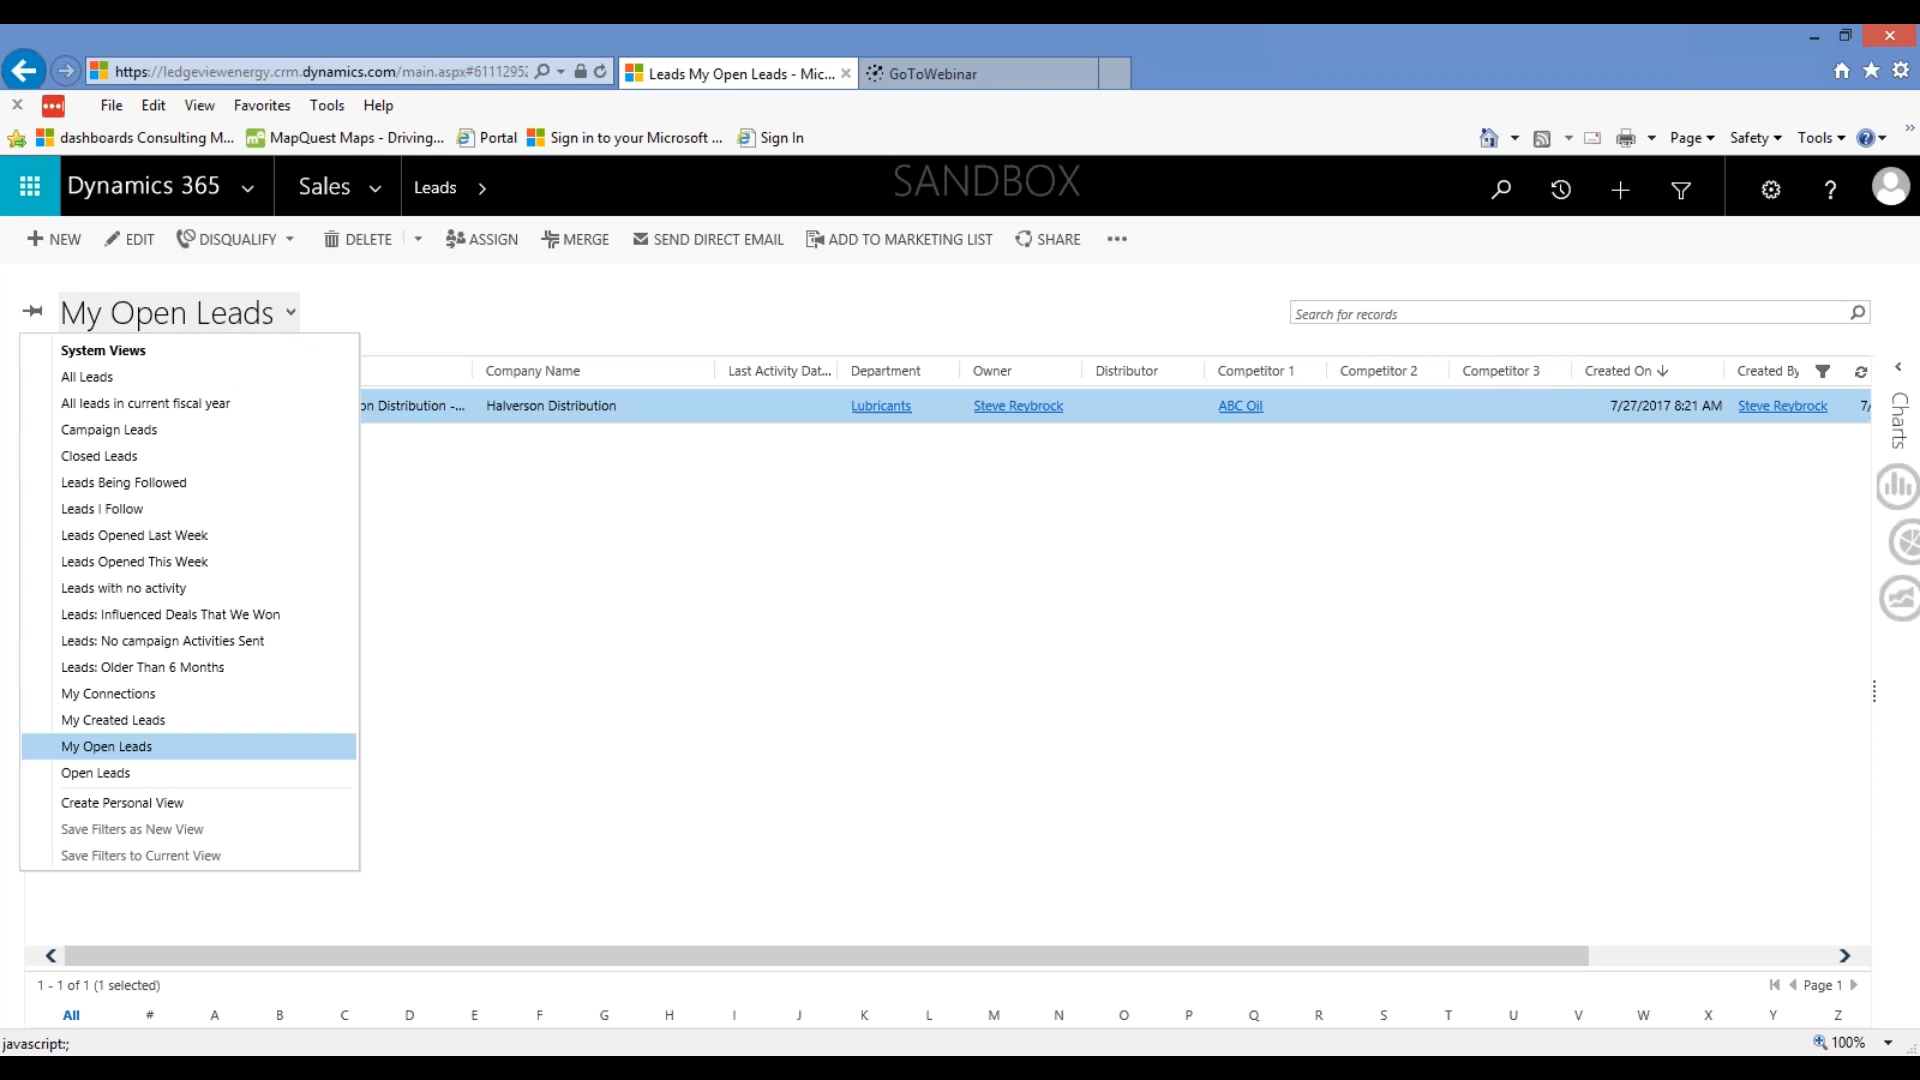 https://ledgeviewenergy.crm.dynamics.com/main.aspx#6111295
Leads My Open Leads - Mic...
GoToWebinar
File Edit View Favorites Tools Help
dashboards Consulting M... MapQuest Maps - Driving... Portal Sign in to your Microsoft ... Sign In
Page Safety Tools
Dynamics 365 Sales Leads SANDBOX
NEW EDIT DISQUALIFY DELETE ASSIGN MERGE SEND DIRECT EMAIL ADD TO MARKETING LIST SHARE
My Open Leads
Search for records
System Views
All Leads
All leads in current fiscal year
Campaign Leads
Closed Leads
Leads Being Followed
Leads I Follow
Leads Opened Last Week
Leads Opened This Week
Leads with no activity
Leads: Influenced Deals That We Won
Leads: No campaign Activities Sent
Leads: Older Than 6 Months
My Connections
My Created Leads
My Open Leads
Open Leads
Create Personal View
Save Filters as New View
Save Filters to Current View
Company Name Last Activity Dat... Department Owner Distributor Competitor 1 Competitor 2 Competitor 3 Created On Created By
on Distribution -... Halverson Distribution Lubricants Steve Reybrock ABC Oil 7/27/2017 8:21 AM Steve Reybrock 7/
Charts
1 - 1 of 1 (1 selected)
Page 1
All # A B C D E F G H I J K L M N O P Q R S T U V W X Y Z
javascript:;
100%